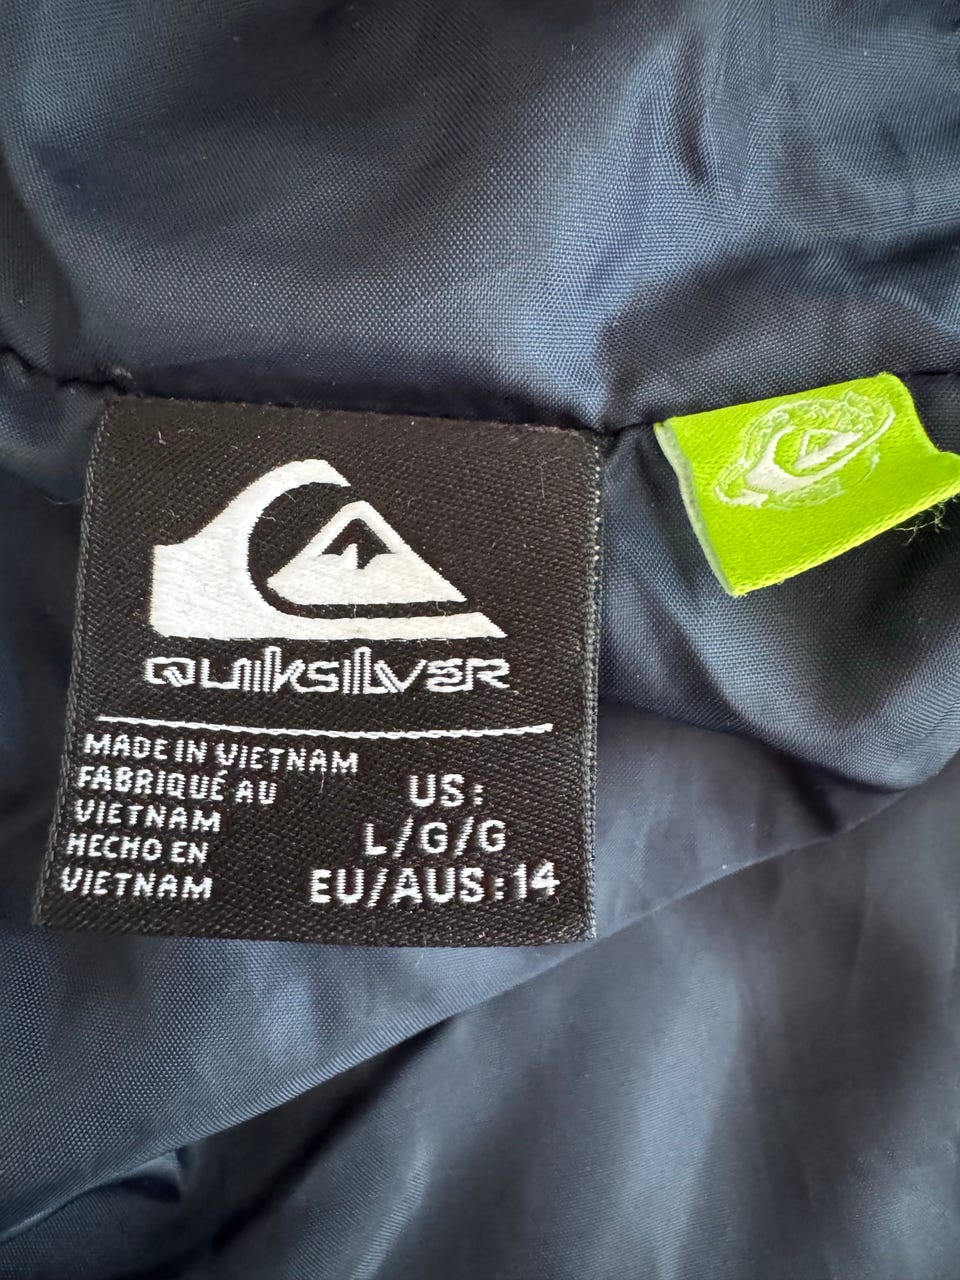 QUIKSILVER
MADE IN VIETNAM
FABRIQUÉ AU
VIETNAM
HECHO EN
VIETNAM
US:
L/G/G
EU/AUS:14